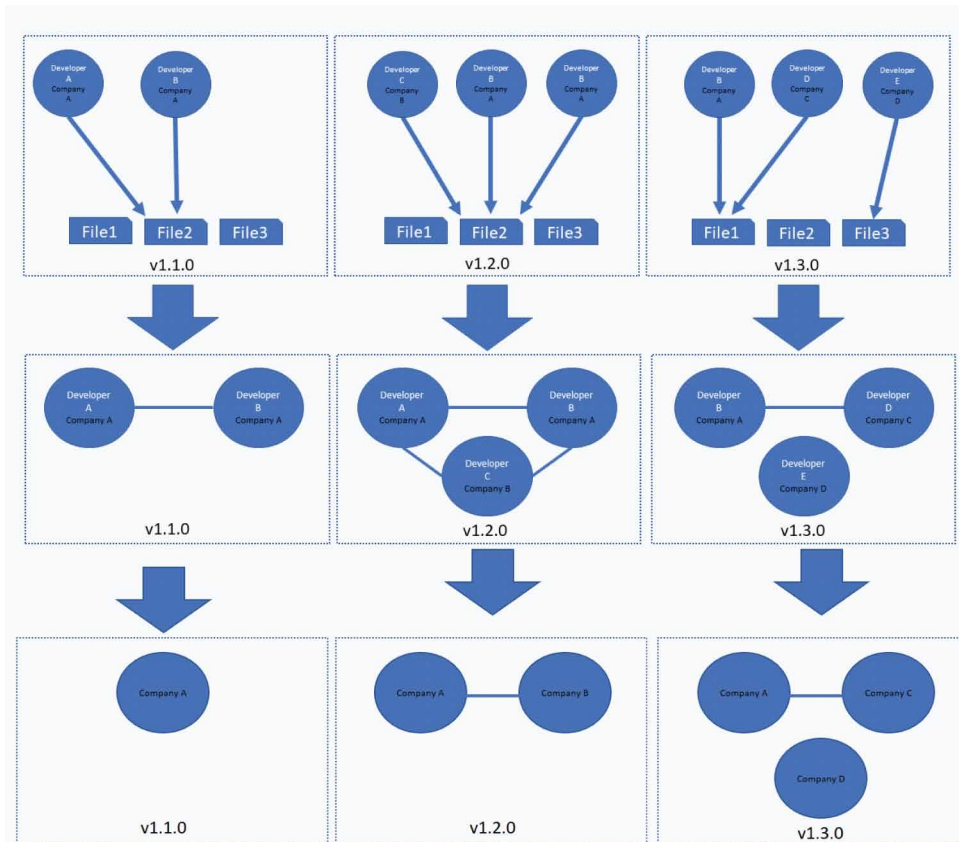 Developer
A
Company
A
Developer
B
Company
A
File1
File2
File3
v1.1.0
Developer
C
Company
B
Developer
B
Company
A
Developer
B
Company
A
File1
File2
File3
v1.2.0
Developer
B
Company
A
Developer
D
Company
C
Developer
E
Company
D
File1
File2
File3
v1.3.0
Developer
A
Company A
Developer
B
Company A
v1.1.0
Developer
A
Company A
Developer
B
Company A
Developer
C
Company B
v1.2.0
Developer
B
Company A
Developer
D
Company C
Developer
E
Company D
v1.3.0
Company A
v1.1.0
Company A
Company B
v1.2.0
Company A
Company C
Company D
v1.3.0